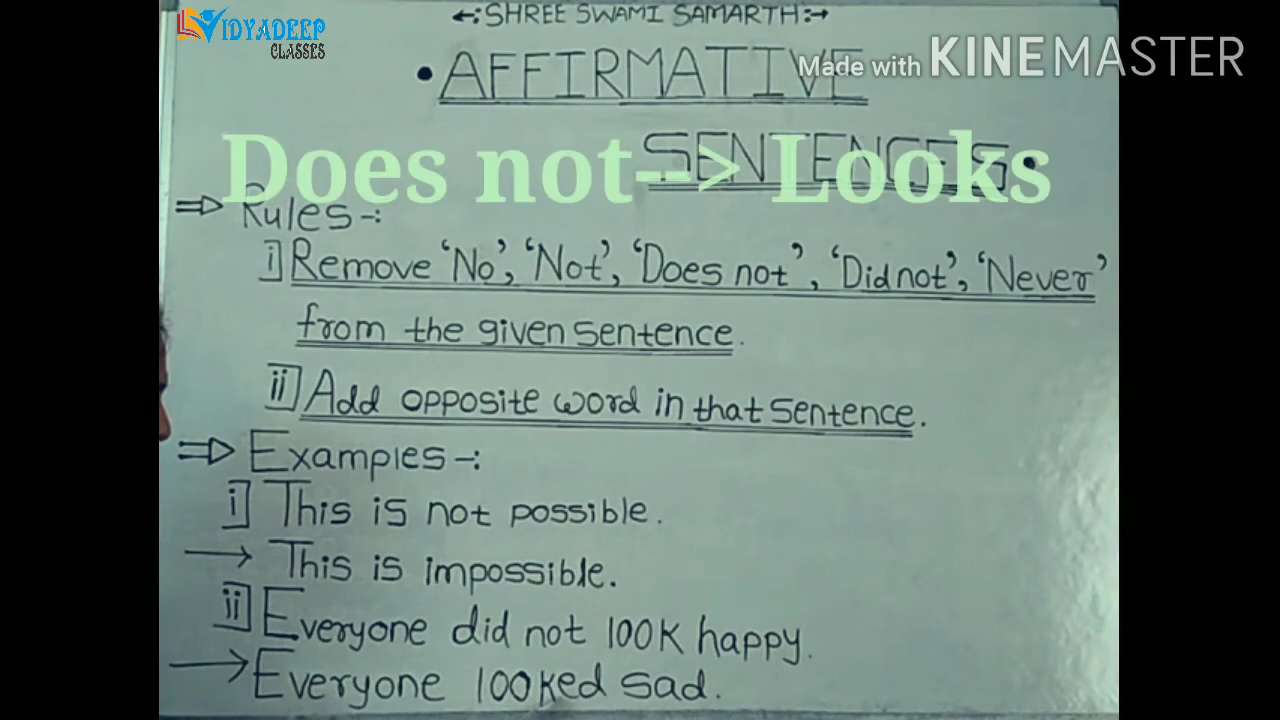 VIDYADEEP
CLASSES
←:SHREE SWAMI SAMARTH:→
Made with KINEMASTER
• AFFIRMATIVE
SENTENCES •
Does not--> Looks
⇒ Rules -:
i] Remove ‘No’, ‘Not’, ‘Does not’, ‘Did not’, ‘Never’
from the given sentence.
ii] Add opposite word in that sentence.
⇒ Examples -:
i] This is not possible.
→ This is impossible.
ii] Everyone did not look happy.
→ Everyone looked sad.